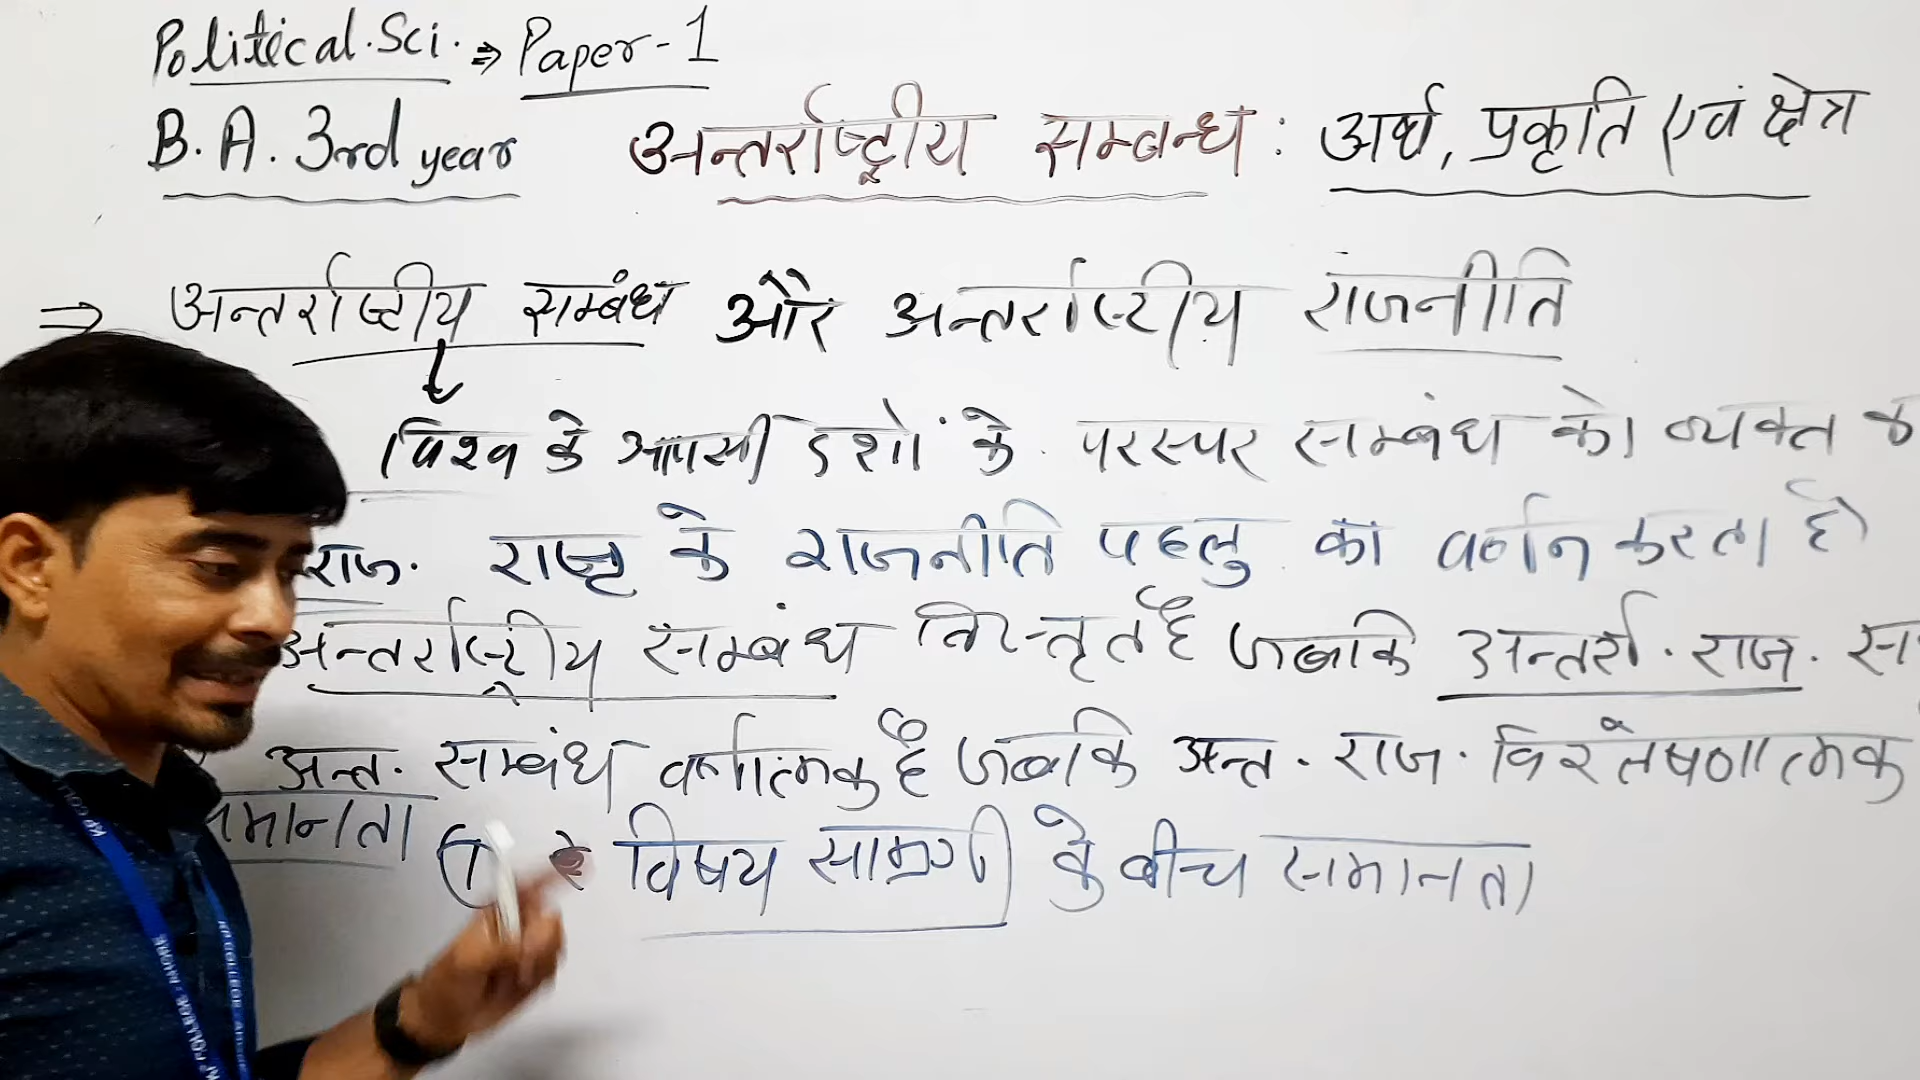 Political.Sci. ⇒ Paper-1
B.A. 3rd year अन्तर्राष्ट्रीय सम्बन्ध : अर्थ, प्रकृति एवं क्षेत्र
⇒ अन्तर्राष्टीय सम्बंध और अन्तर्राष्टीय राजनीति
विश्व के आपसी देशों के परस्पर सम्बंध को व्यक्त
राज. राष्ट्र के राजनीति पहलु का वर्णन करता है
अन्तर्राष्ट्रीय सम्बंध विस्तृत है जबकि अन्तर्रा. राज.
अन्त. सम्बंध वर्णात्मक है जबकि अन्त. राज. विश्लेषणात्मक
मानता
विषय सामग्री के बीच समानता
KP COLLEGE